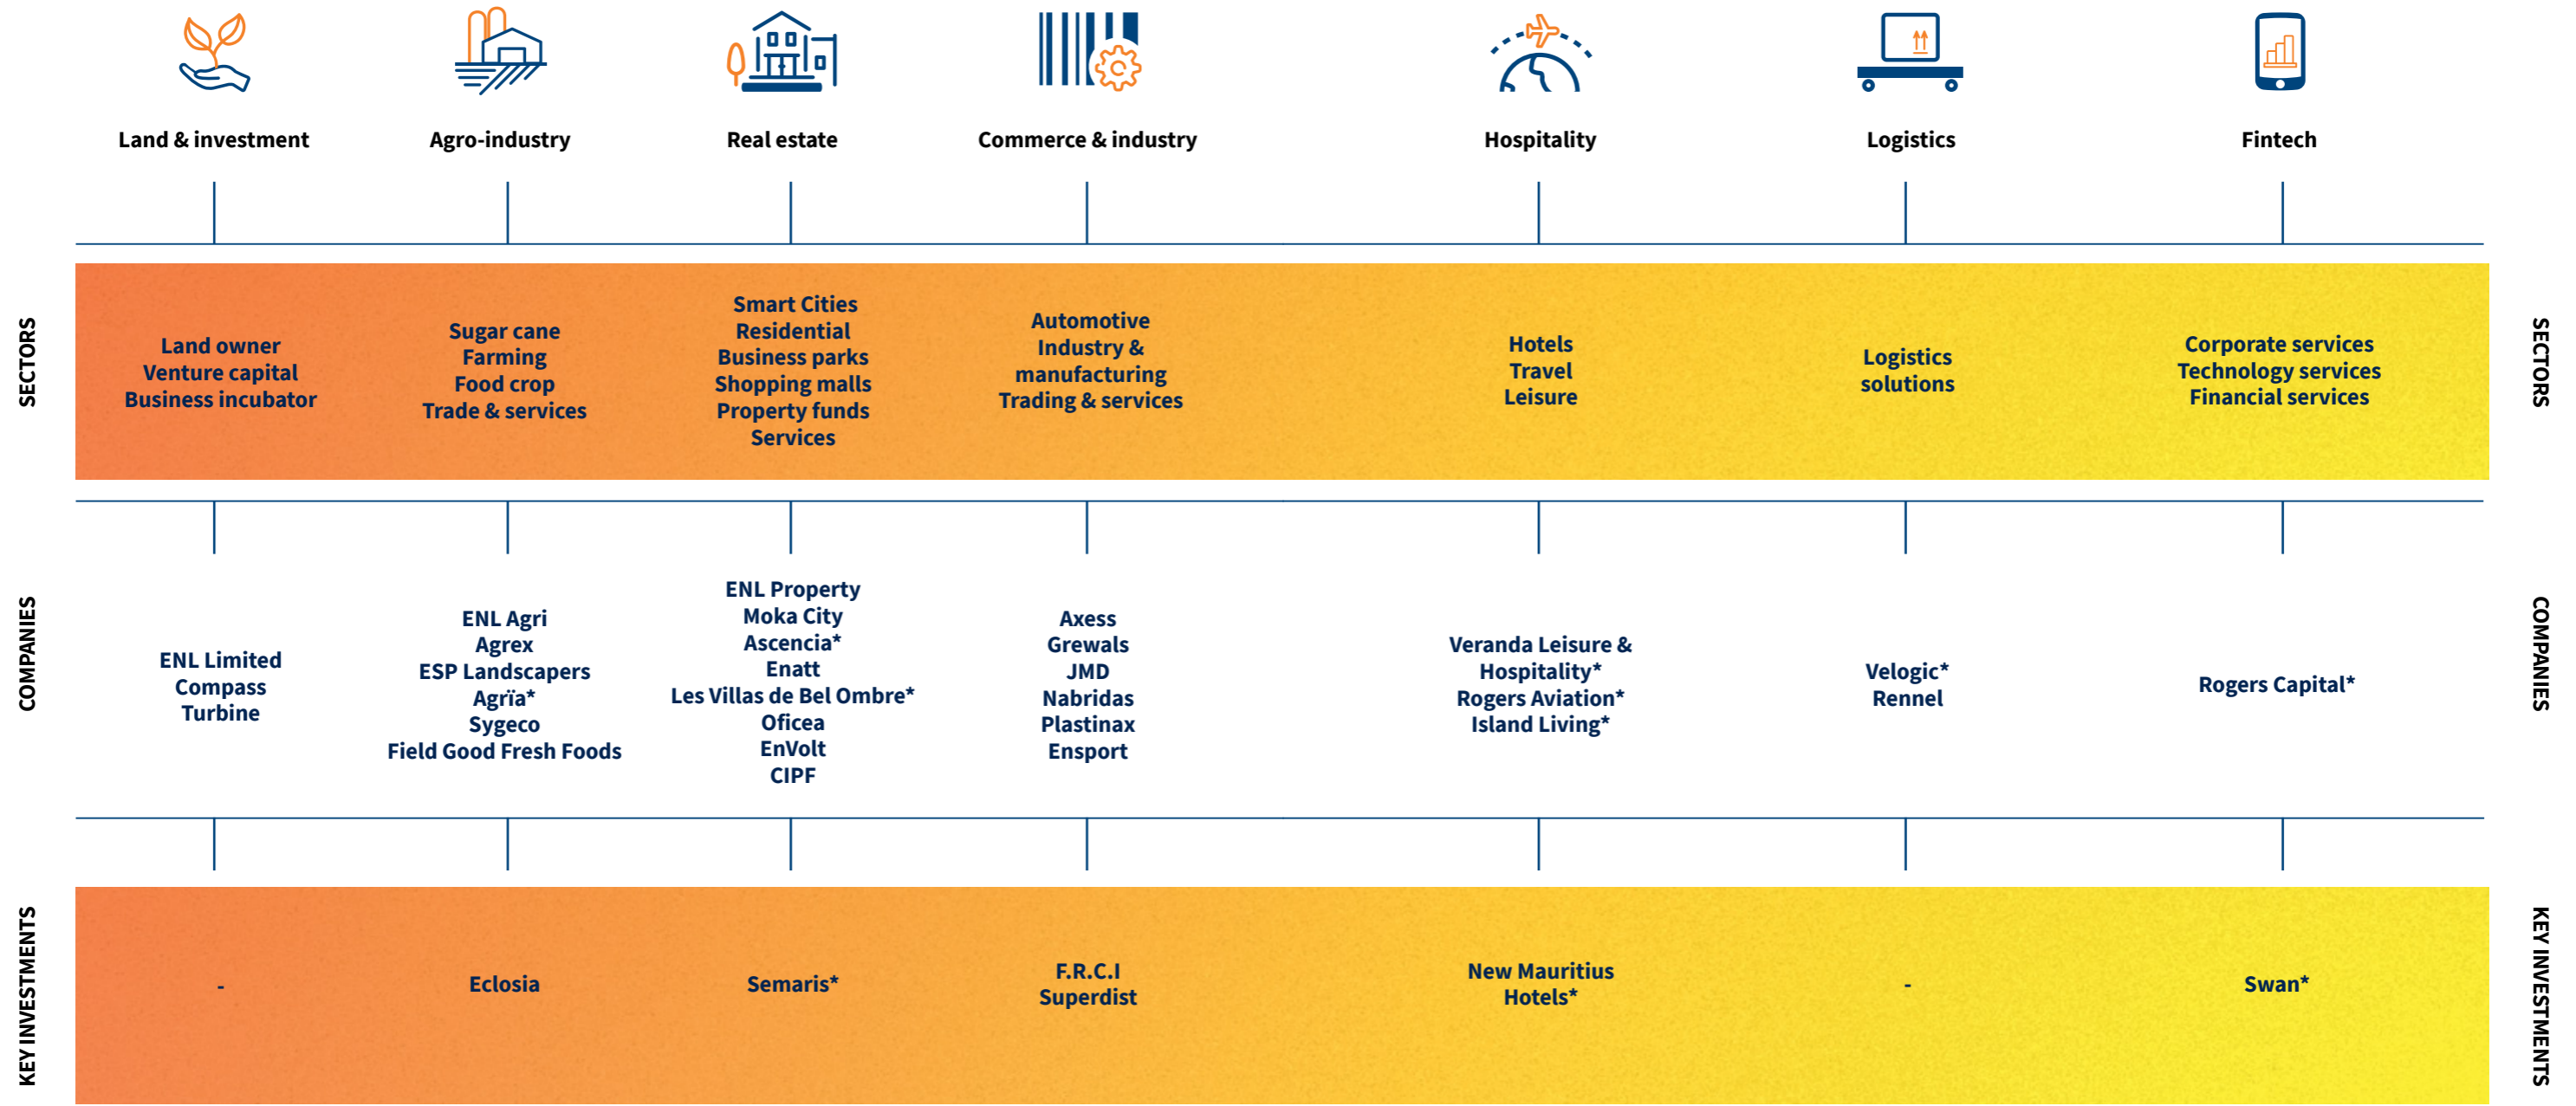 Land & investment
Agro-industry
Real estate
Commerce & industry
Hospitality
Logistics
Fintech
SECTORS
Land owner
Venture capital
Business incubator
Sugar cane
Farming
Food crop
Trade & services
Smart Cities
Residential
Business parks
Shopping malls
Property funds
Services
Automotive
Industry &
manufacturing
Trading & services
Hotels
Travel
Leisure
Logistics
solutions
Corporate services
Technology services
Financial services
SECTORS
COMPANIES
ENL Limited
Compass
Turbine
ENL Agri
Agrex
ESP Landscapers
Agrïa*
Sygeco
Field Good Fresh Foods
ENL Property
Moka City
Ascencia*
Enatt
Les Villas de Bel Ombre*
Oficea
EnVolt
CIPF
Axess
Grewals
JMD
Nabridas
Plastinax
Ensport
Veranda Leisure &
Hospitality*
Rogers Aviation*
Island Living*
Velogic*
Rennel
Rogers Capital*
COMPANIES
KEY INVESTMENTS
-
Eclosia
Semaris*
F.R.C.I
Superdist
New Mauritius
Hotels*
-
Swan*
KEY INVESTMENTS